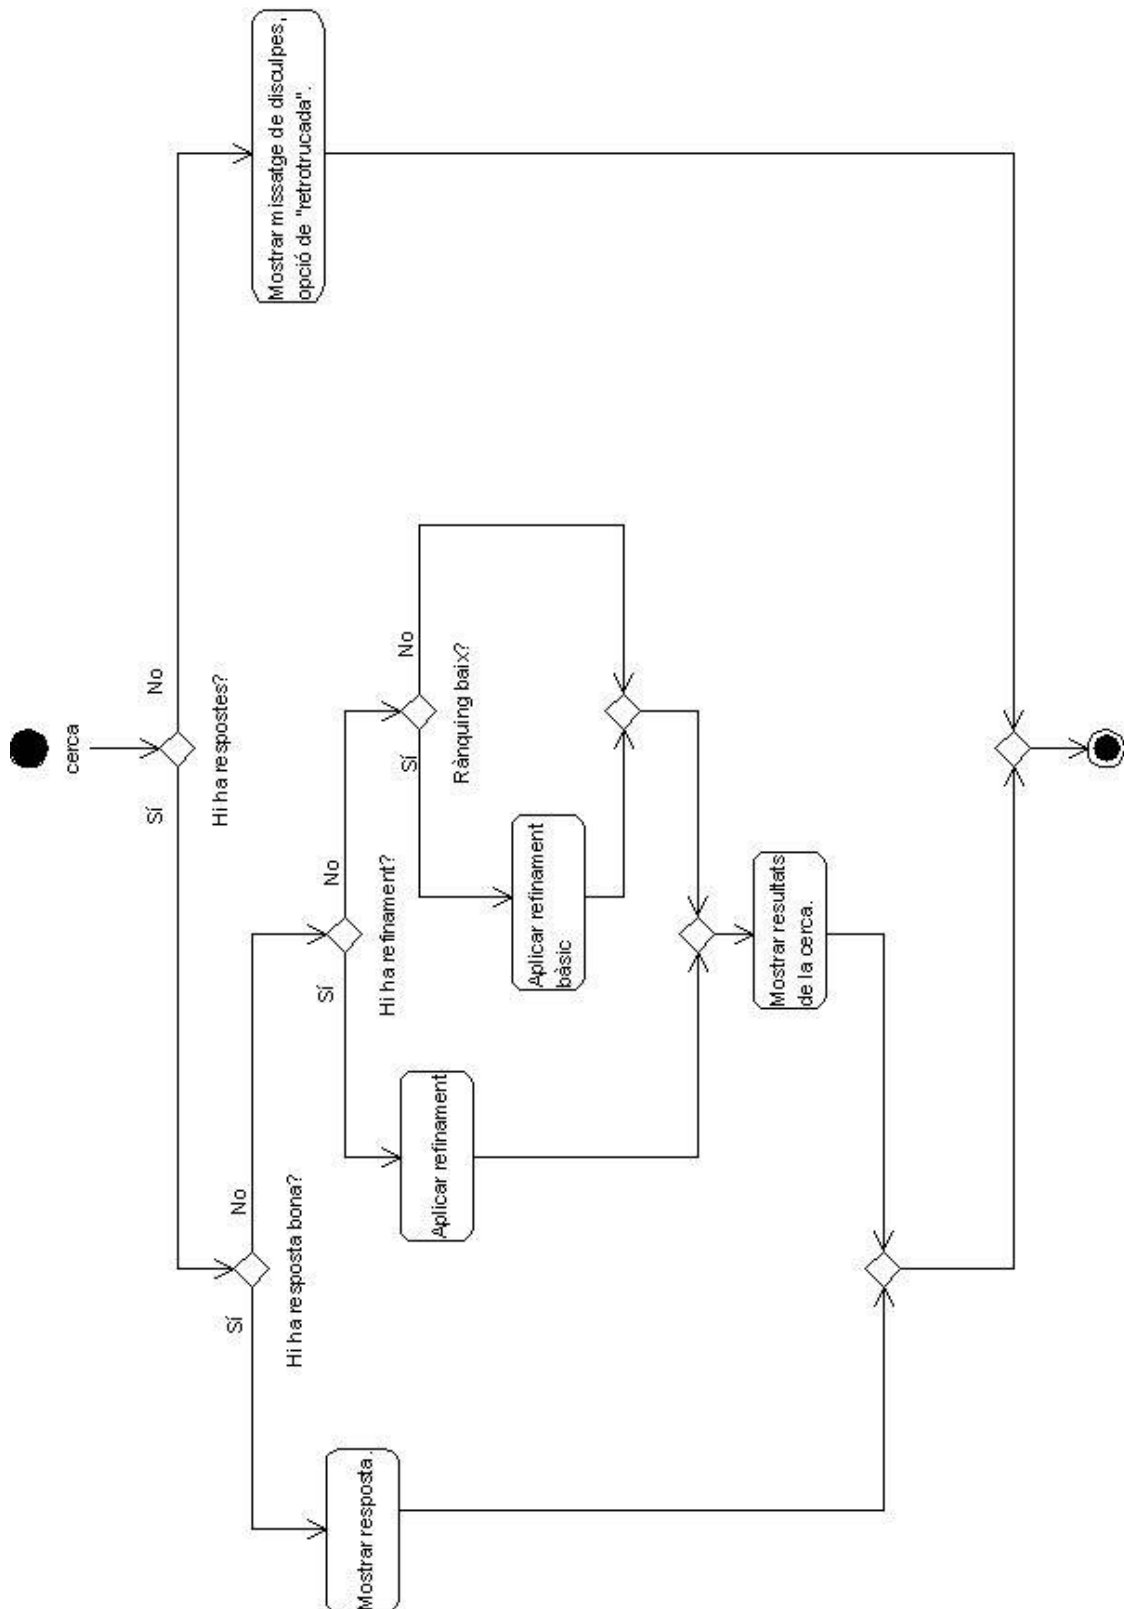 cerca
Sí
No
Hi ha respostes?
Mostrar missatge de disculpes,
opció de "retrotrucada".
Sí
No
Hi ha resposta bona?
Sí
No
Hi ha refinament?
Sí
No
Rànquing baix?
Mostrar resposta.
Aplicar refinament
Aplicar refinament
bàsic
Mostrar resultats
de la cerca.